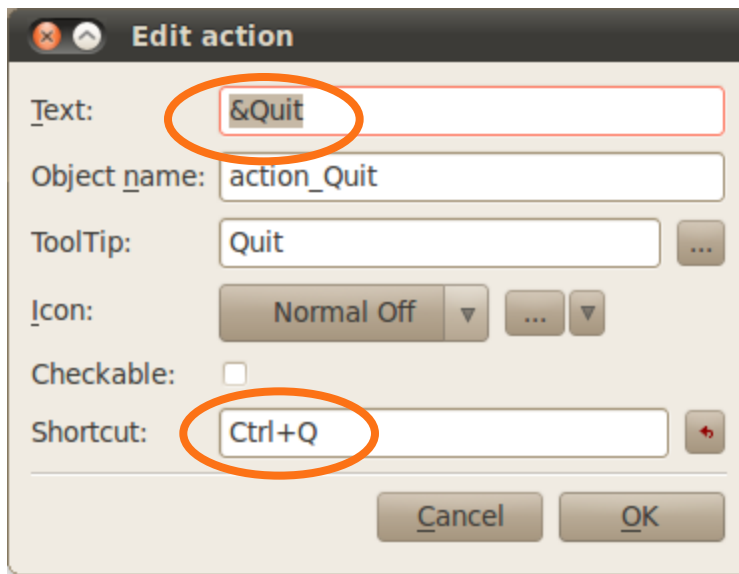 Edit action
Text: &Quit
Object name: action_Quit
ToolTip: Quit ...
Icon: Normal Off ...
Checkable:
Shortcut: Ctrl+Q
Cancel OK